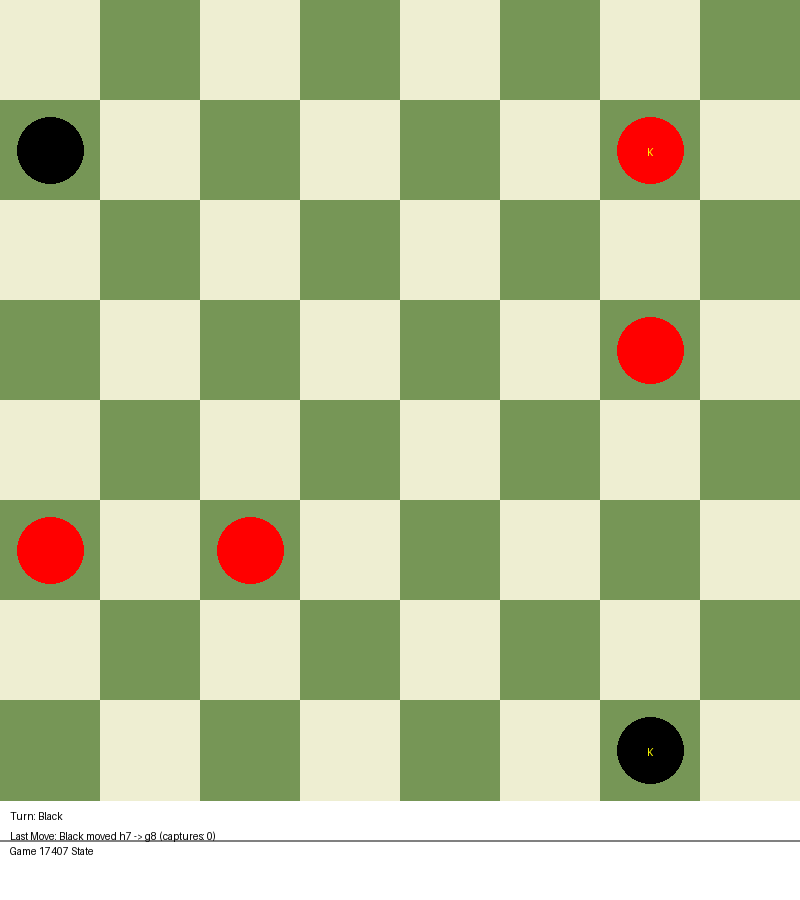 K
K
Turn: Black
Last Move: Black moved h7 -> g8 (captures: 0)
Game 17407 State